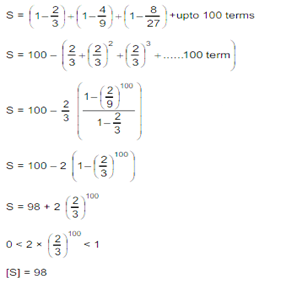 S = (1–2/3)+(1–4/9)+(1–8/27)+upto 100 terms
S = 100 – (2/3+(2/3)^2+(2/3)^3+......100 term)
S = 100 – 2/3 ((1–(2/9)^100)/(1–2/3))
S = 100 – 2 (1–(2/3)^100)
S = 98 + 2 (2/3)^100
0 < 2 × (2/3)^100 < 1
[S] = 98